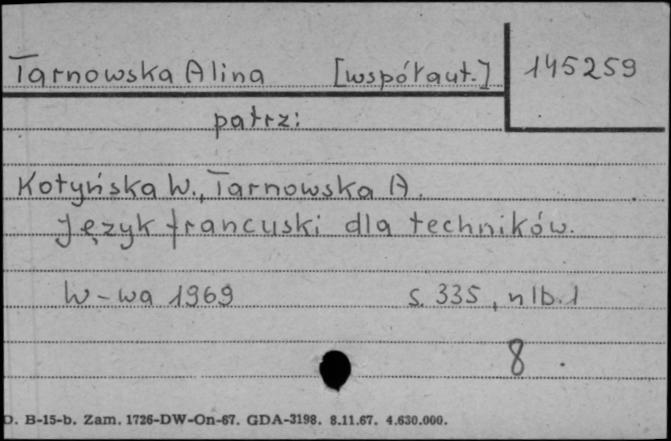 Tarnowska Alina [współaut.] 145259
patrz:
Kotyńska W., Tarnowska A.
Język francuski dla techników.
W-wa 1969 s. 335, nlb. 1
8.
D. B-15-b. Zam. 1726-DW-On-67. GDA-3198. 8.11.67. 4.630.000.